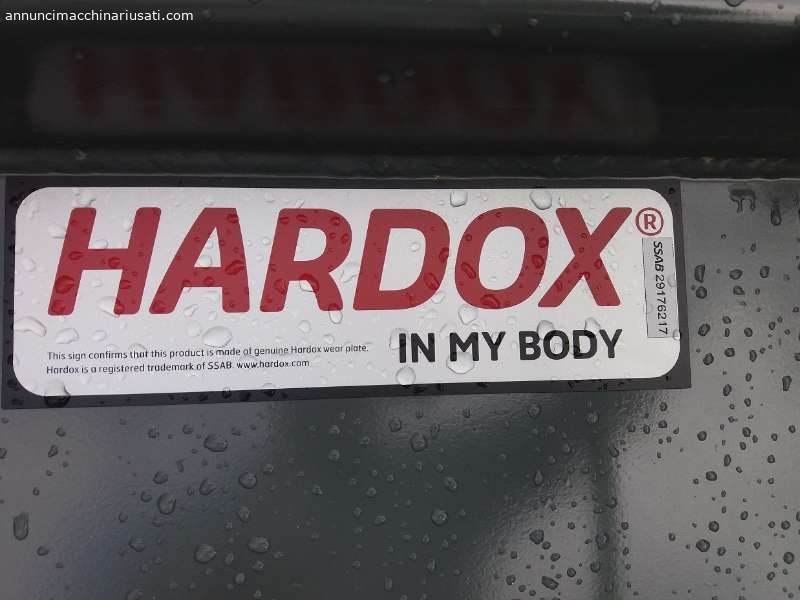 annuncimacchinariusati.com
HARDOX®
SSAB 29176217
IN MY BODY
This sign confirms that this product is made of genuine Hardox wear plate.
Hardox is a registered trademark of SSAB. www.hardox.com